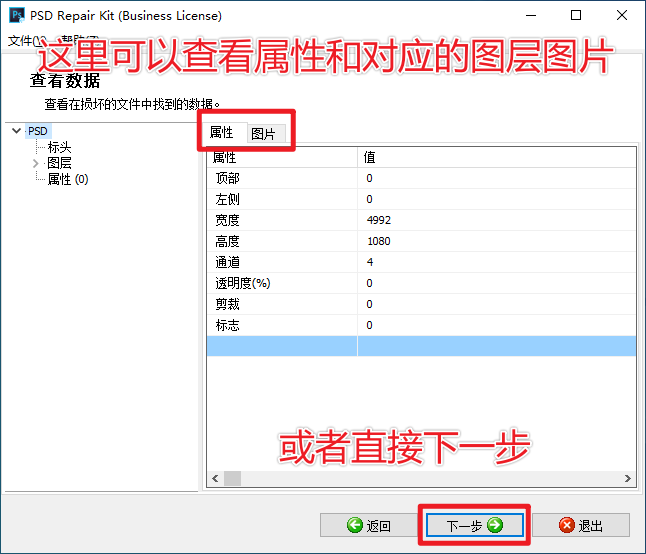 PSD Repair Kit (Business License)
这里可以查看属性和对应的图层图片
查看数据
查看在损坏的文件中找到的数据。
PSD
标头
图层
属性 (0)
属性 图片
属性 值
顶部 0
左侧 0
宽度 4992
高度 1080
通道 4
透明度(%) 0
剪裁 0
标志 0
或者直接下一步
返回 下一步 退出